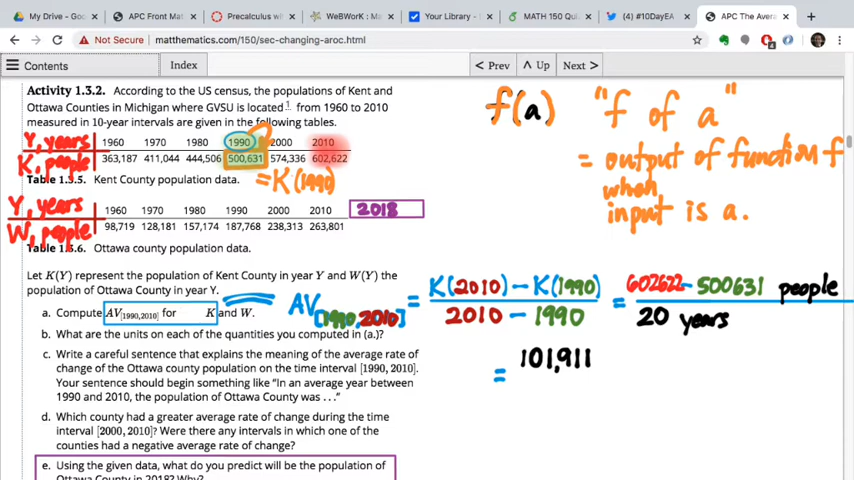 My Drive - Goo
APC Front Mat
Precalculus wh
WeBWorK : Ma
Your Library - 
MATH 150 Qui
(4) #10DayEA
APC The Avera
Not Secure | mathematics.com/150/sec-changing-aroc.html
Contents
Index
< Prev
^ Up
Next >
Activity 1.3.2. According to the US census, the populations of Kent and
Ottawa Counties in Michigan where GVSU is located 1 from 1960 to 2010
measured in 10-year intervals are given in the following tables.
Y, years 1960 1970 1980 1990 2000 2010
K, people 363,187 411,044 444,506 500,631 574,336 602,622
Table 1.3.5. Kent County population data.
= K(1990)
Y, years 1960 1970 1980 1990 2000 2010 2018
W, people 98,719 128,181 157,174 187,768 238,313 263,801
Table 1.3.6. Ottawa county population data.
f(a) "f of a"
= output of function f
when
input is a.
Let K(Y) represent the population of Kent County in year Y and W(Y) the
population of Ottawa County in year Y.
a. Compute AV[1990,2010] for K and W.
AV[1990,2010] = K(2010) - K(1990) / 2010 - 1990 = 602622 - 500631 people / 20 years
= 101,911
b. What are the units on each of the quantities you computed in (a.)?
c. Write a careful sentence that explains the meaning of the average rate of
change of the Ottawa county population on the time interval [1990, 2010].
Your sentence should begin something like "In an average year between
1990 and 2010, the population of Ottawa County was ..."
d. Which county had a greater average rate of change during the time
interval [2000, 2010]? Were there any intervals in which one of the
counties had a negative average rate of change?
e. Using the given data, what do you predict will be the population of
Ottawa County in 2018? Why?